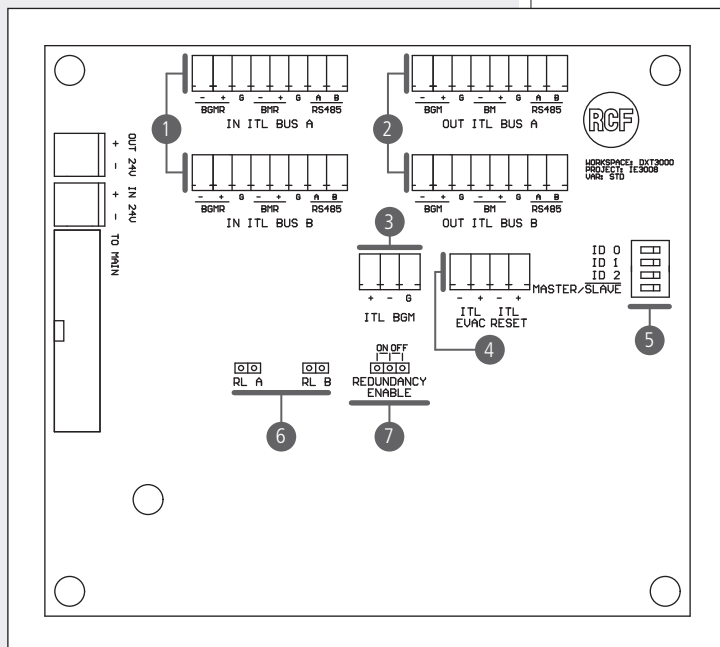 - + G - + G A B
BGMR BMR RS485
IN ITL BUS A
- + G - + G A B
BGM BM RS485
OUT ITL BUS A
1
2
RCF
WORKSPACE: DXT3000
PROJECT: IE3008
VAR: STD
+ - OUT 24V
+ - IN 24V
TO MAIN
- + G - + G A B
BGMR BMR RS485
IN ITL BUS B
- + G - + G A B
BGM BM RS485
OUT ITL BUS B
3
+ - G
ITL BGM
- + - +
ITL ITL
EVAC RESET
4
ID 0
ID 1
ID 2
MASTER/SLAVE
5
RL A
RL B
6
ON OFF
REDUNDANCY
ENABLE
7